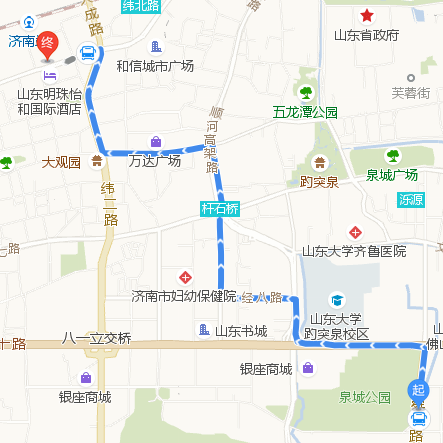 纬北路
成路
济南
终
山东省政府
和信城市广场
山东明珠怡
和国际酒店
芙蓉街
五龙潭公园
顺河高架路
大观园
万达广场
泉城广场
趵突泉
纬二路
泺源
杆石桥
路
山东大学齐鲁医院
济南市妇幼保健院
经八路
山东大学
趵突泉校区
山东书城
八一立交桥
十路
银座商城
银座商城
泉城公园
起
路